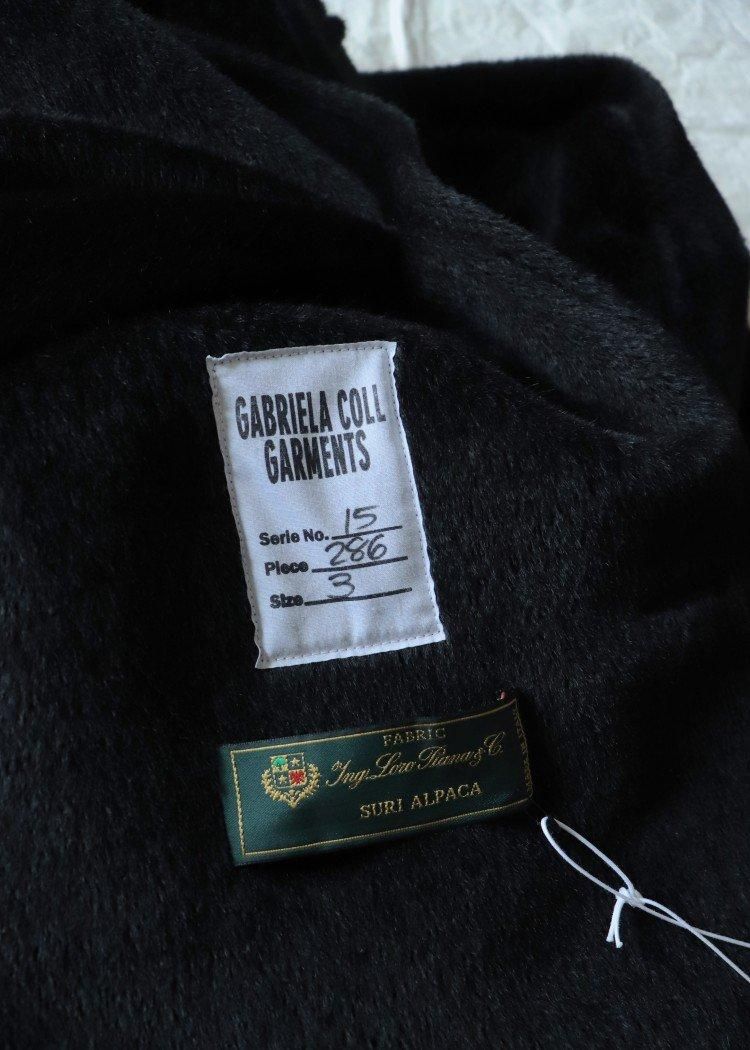 GABRIELA COLL
GARMENTS
Serie No. 15
Piece 286
Size 3
FABRIC
Ing. Loro Piana & C.
SURI ALPACA